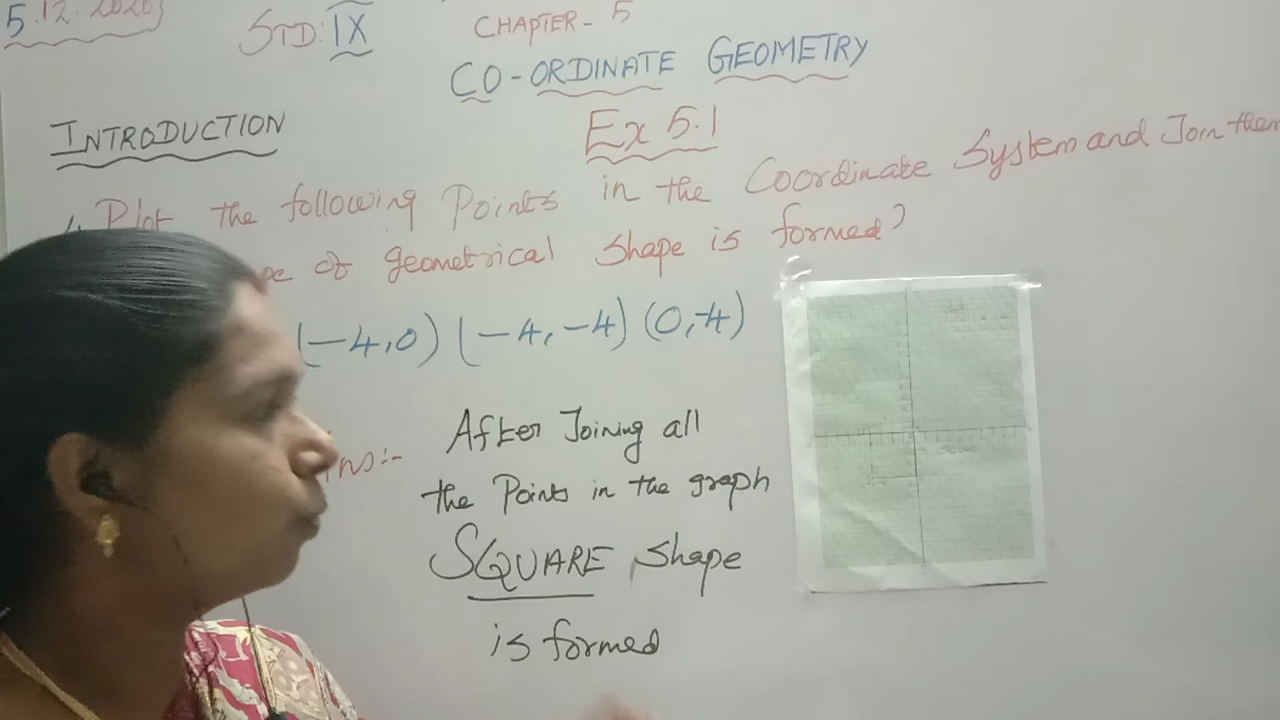 5.12.2020
STD: IX
CHAPTER - 5
CO-ORDINATE GEOMETRY
INTRODUCTION
Ex 5.1
Plot the following Points in the Coordinate System and Join them
of geometrical shape is formed?
(-4,0) (-4,-4) (0,-4)
Ans:-
After Joining all
the Points in the graph
SQUARE shape
is formed